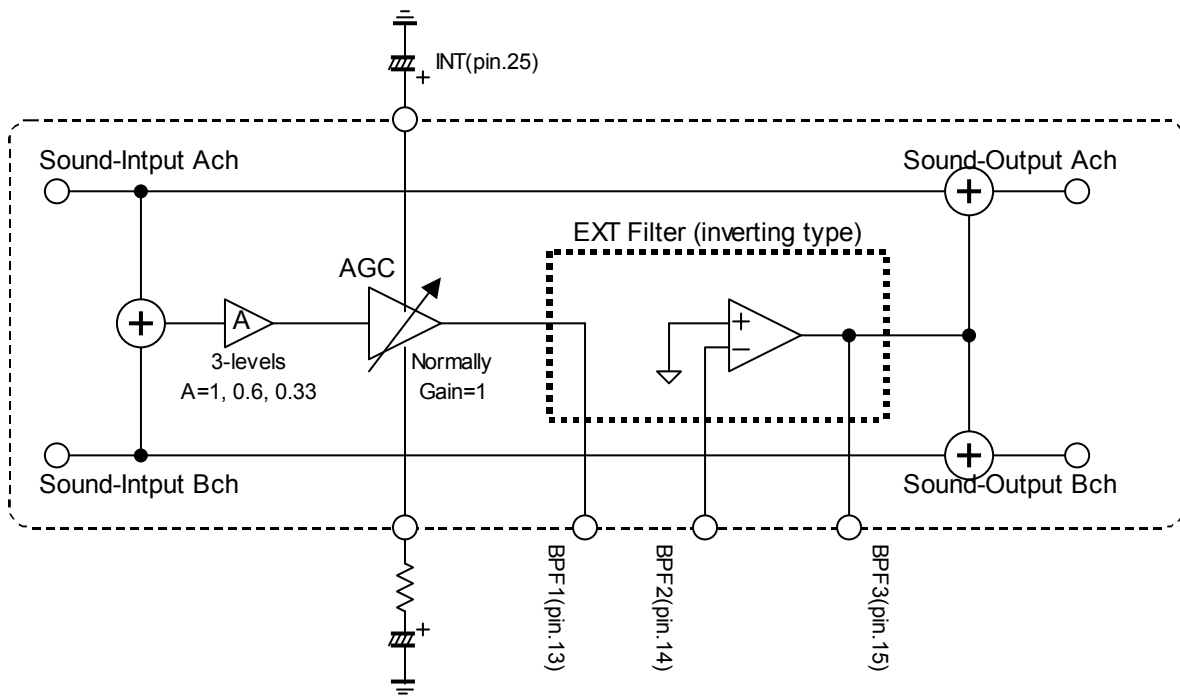 INT(pin.25)
+
Sound-Intput Ach
Sound-Output Ach
+
EXT Filter (inverting type)
AGC
+
A
+
−
3-levels
A=1, 0.6, 0.33
Normally
Gain=1
+
Sound-Intput Bch
Sound-Output Bch
BPF1(pin.13)
BPF2(pin.14)
BPF3(pin.15)
+